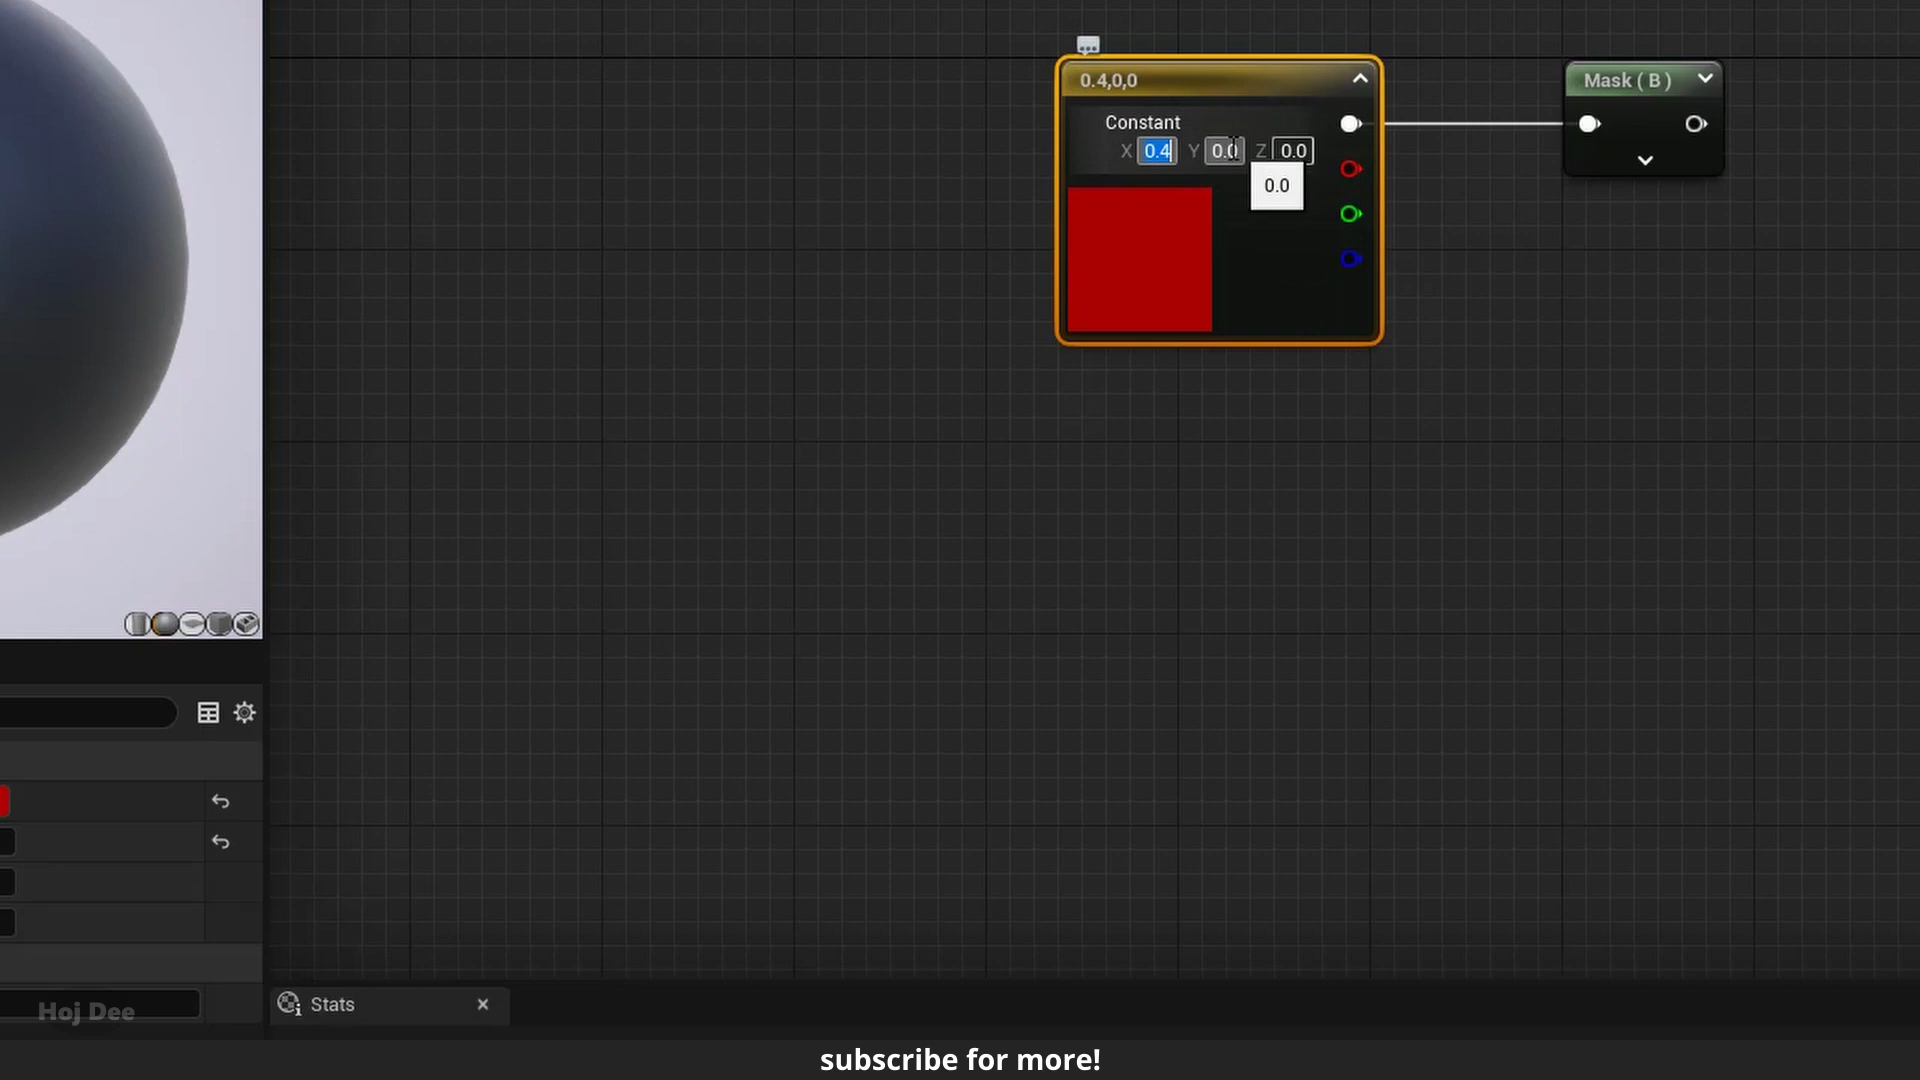 0.4,0,0
Mask ( B )
Constant
X 0.4 Y 0.0 Z 0.0
0.0
Hoj Dee
Stats
subscribe for more!